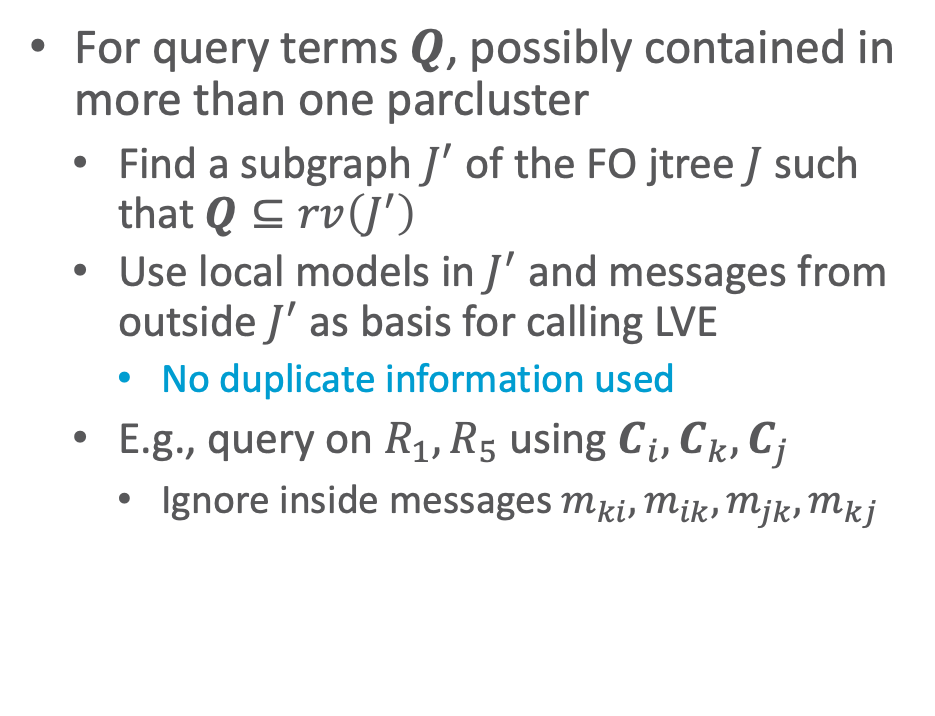 • For query terms 𝑸, possibly contained in
more than one parcluster
• Find a subgraph 𝐽′ of the FO jtree 𝐽 such
that 𝑸 ⊆ 𝑟𝑣(𝐽′)
• Use local models in 𝐽′ and messages from
outside 𝐽′ as basis for calling LVE
• No duplicate information used
• E.g., query on 𝑅₁, 𝑅₅ using 𝑪ᵢ, 𝑪ₖ, 𝑪ⱼ
• Ignore inside messages 𝑚ₖᵢ, 𝑚ᵢₖ, 𝑚ⱼₖ, 𝑚ₖⱼ